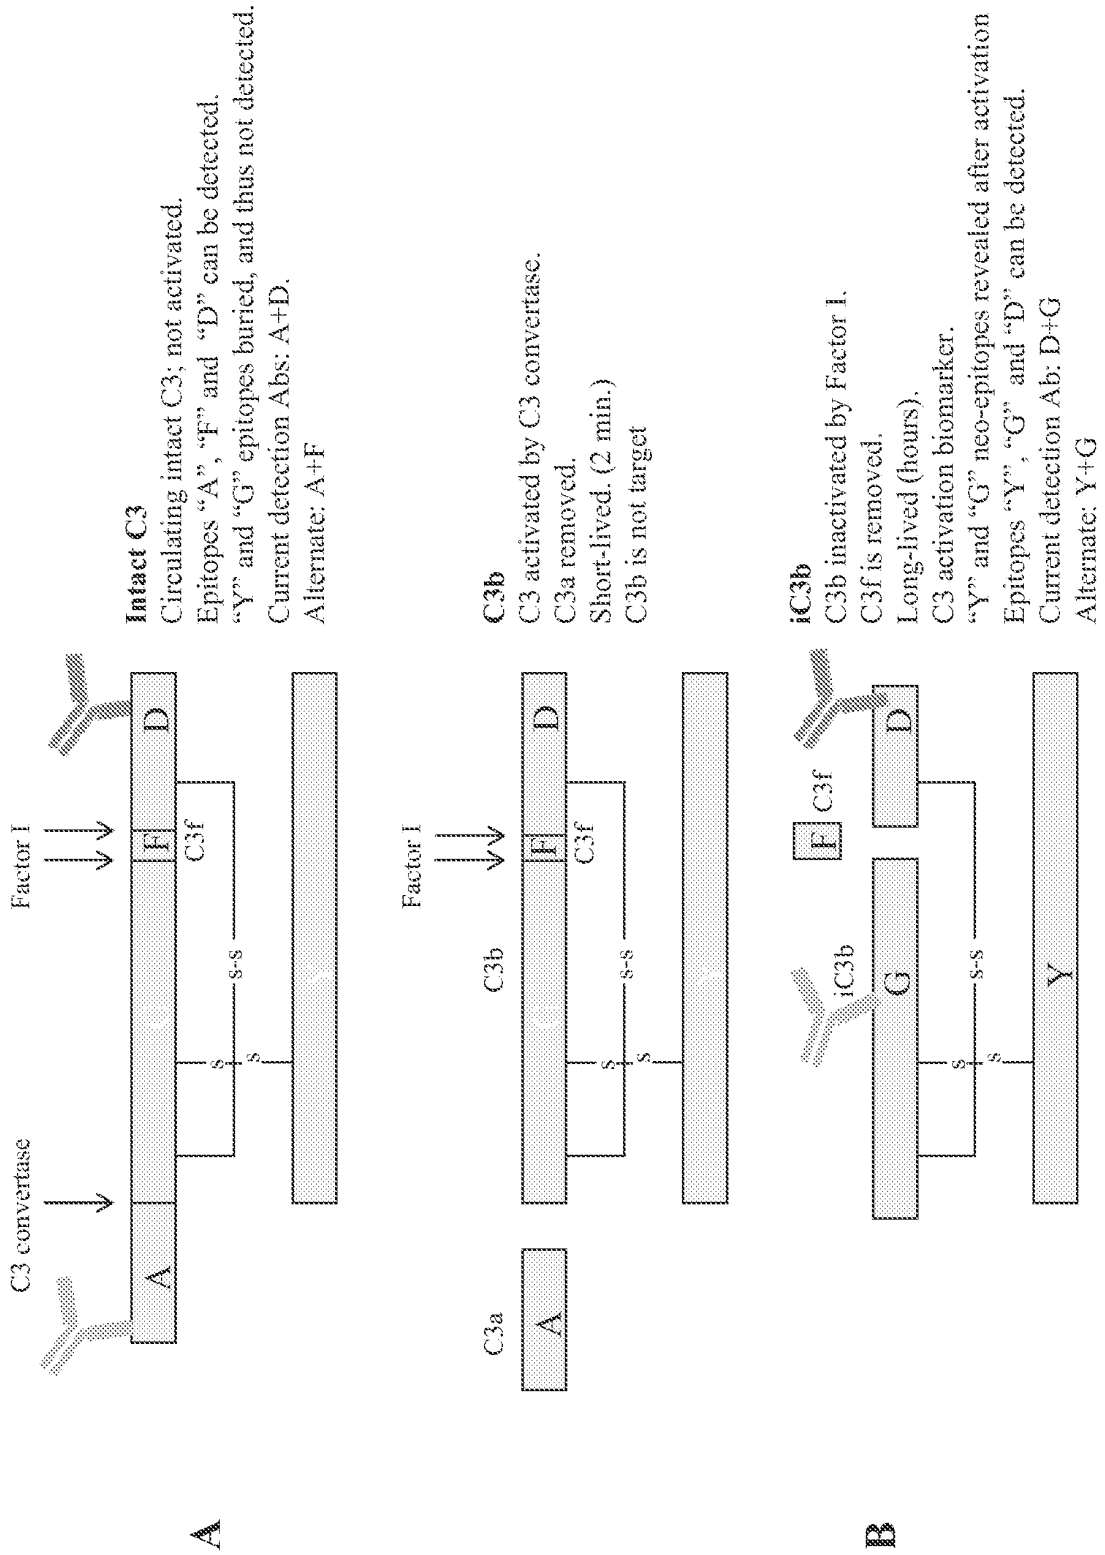 A
C3 convertase
Factor I
A
F
D
C3f
s
s
s-s
Intact C3
Circulating intact C3; not activated.
Epitopes “A”, “F” and “D” can be detected.
“Y” and “G” epitopes buried, and thus not detected.
Current detection Abs: A+D.
Alternate: A+F
C3a
C3b
Factor I
A
F
D
C3f
s
s
s-s
C3b
C3 activated by C3 convertase.
C3a removed.
Short-lived. (2 min.)
C3b is not target
B
iC3b
F
C3f
G
D
s
s
s-s
Y
iC3b
C3b inactivated by Factor I.
C3f is removed.
Long-lived (hours).
C3 activation biomarker.
“Y” and “G” neo-epitopes revealed after activation
Epitopes “Y”, “G” and “D” can be detected.
Current detection Ab: D+G
Alternate: Y+G